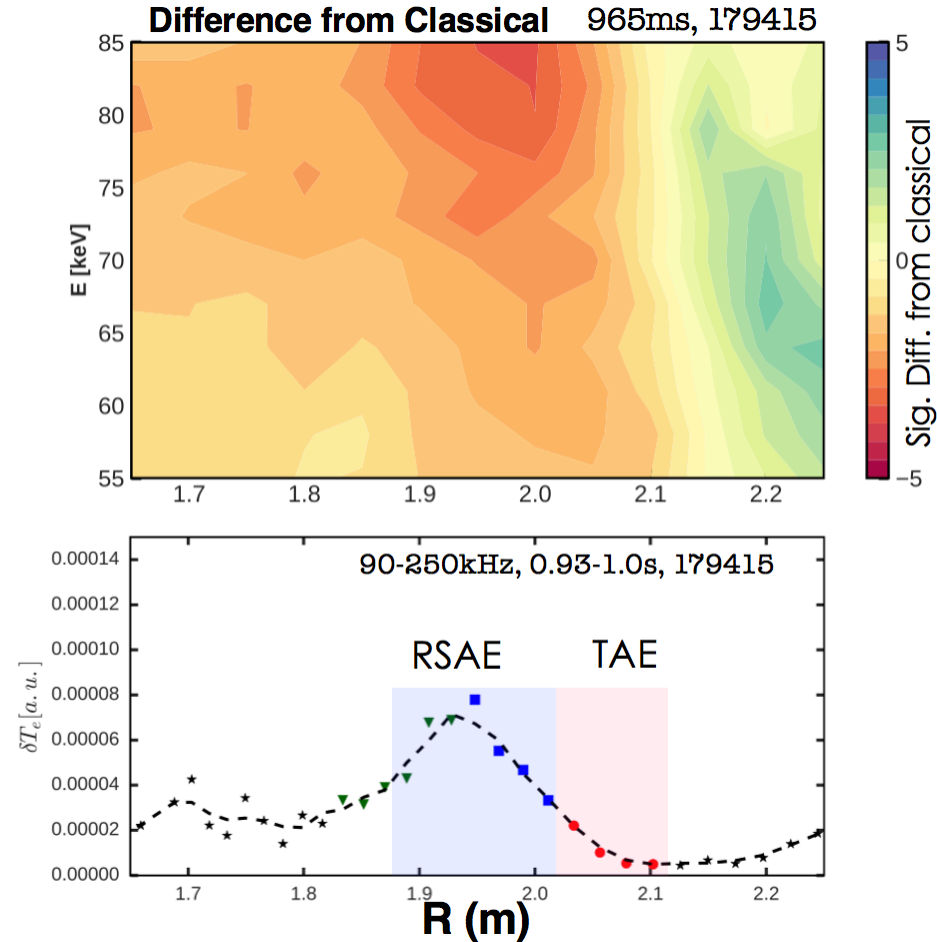 Difference from Classical 965ms, 179415
85
80
75
70
65
60
55
E [keV]
1.7 1.8 1.9 2.0 2.1 2.2
5
0
−5
Sig. Diff. from classical
90-250kHz, 0.93-1.0s, 179415
RSAE TAE
0.00014
0.00012
0.00010
0.00008
0.00006
0.00004
0.00002
0.00000
δTe[a.u.]
1.7 1.8 1.9 2.0 2.1 2.2
R (m)